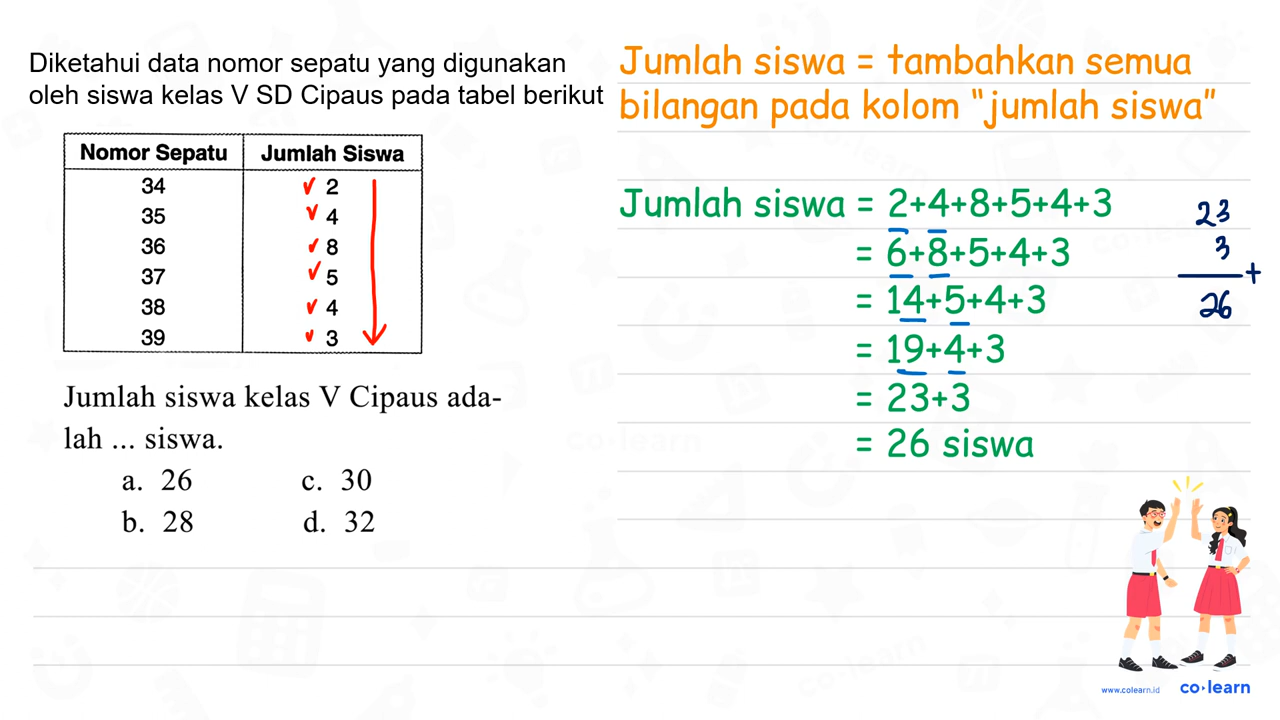 Diketahui data nomor sepatu yang digunakan
oleh siswa kelas V SD Cipaus pada tabel berikut
Nomor Sepatu Jumlah Siswa
34 2
35 4
36 8
37 5
38 4
39 3
Jumlah siswa kelas V Cipaus ada-
lah ... siswa.
a. 26 c. 30
b. 28 d. 32
Jumlah siswa = tambahkan semua
bilangan pada kolom "jumlah siswa"
Jumlah siswa = 2+4+8+5+4+3
= 6+8+5+4+3
= 14+5+4+3
= 19+4+3
= 23+3
= 26 siswa
23
3
+
26
www.colearn.id co·learn